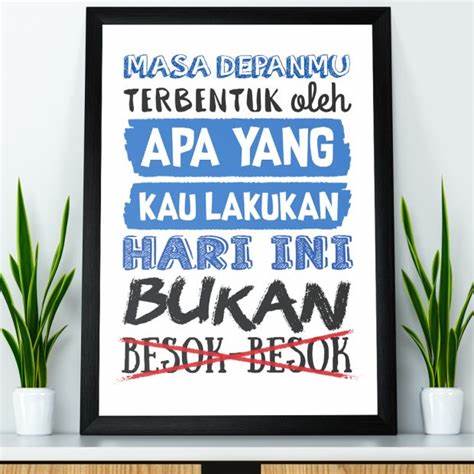 MASA DEPANMU
TERBENTUK oleh
APA YANG
KAU LAKUKAN
HARI INI
BUKAN
BESOK-BESOK